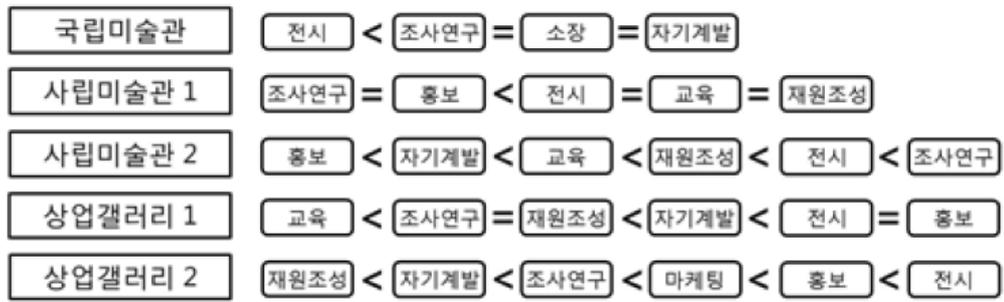 국립미술관 전시 < 조사연구 = 소장 = 자기계발
사립미술관 1 조사연구 = 홍보 < 전시 = 교육 = 재원조성
사립미술관 2 홍보 < 자기계발 < 교육 < 재원조성 < 전시 < 조사연구
상업갤러리 1 교육 < 조사연구 = 재원조성 < 자기계발 < 전시 = 홍보
상업갤러리 2 재원조성 < 자기계발 < 조사연구 < 마케팅 < 홍보 < 전시